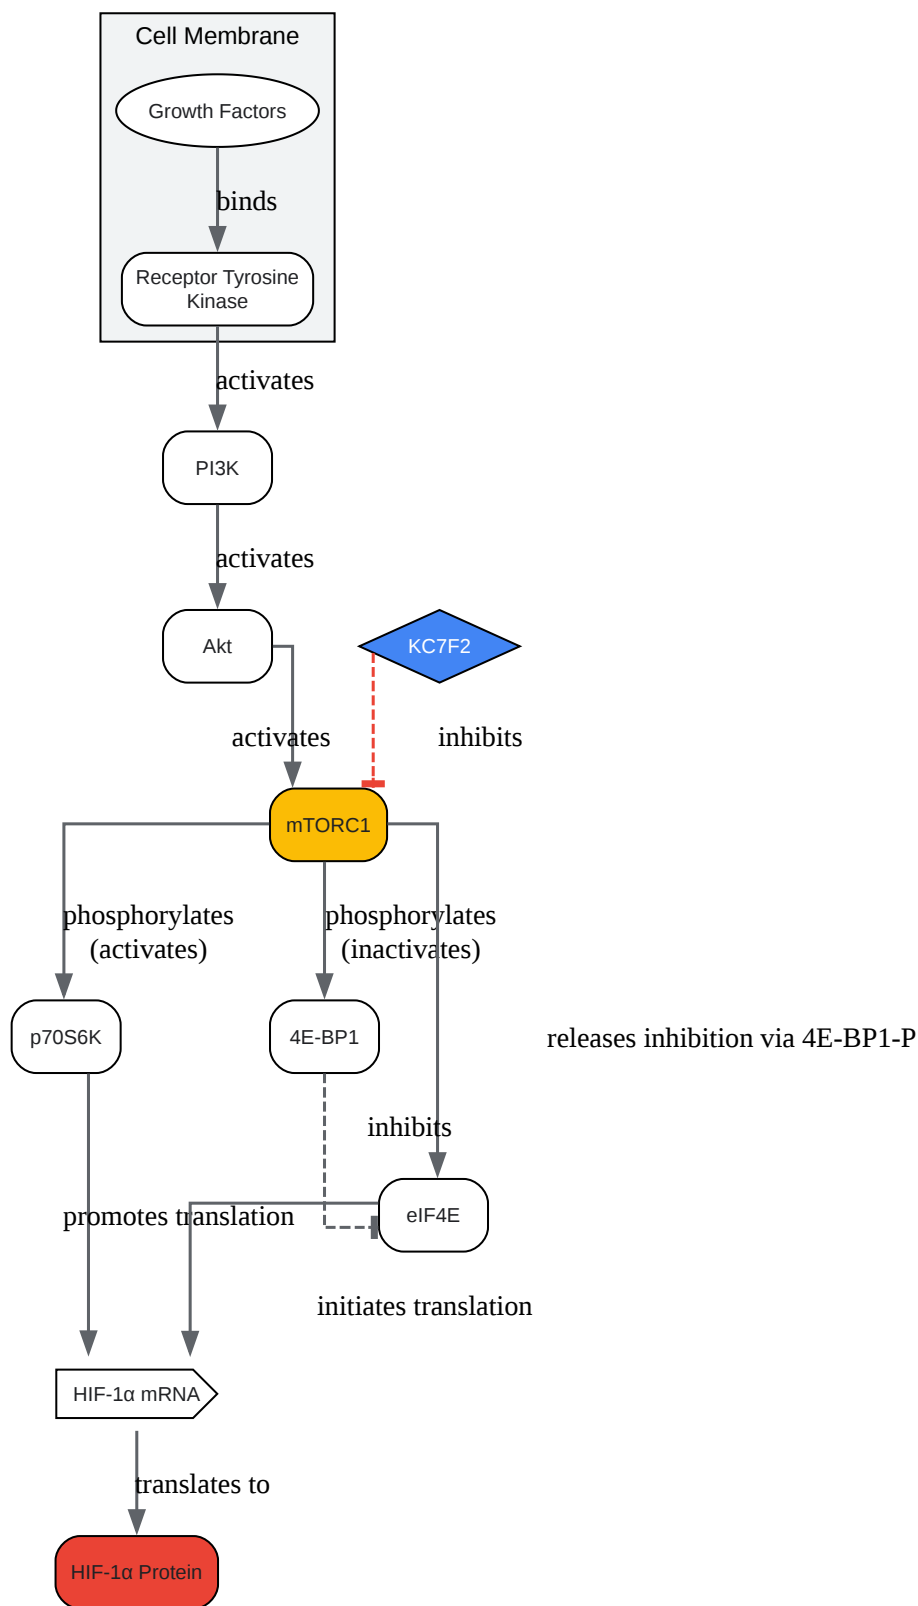 Cell Membrane
Growth Factors
binds
Receptor Tyrosine
Kinase
activates
PI3K
activates
Akt
KC7F2
activates
inhibits
mTORC1
phosphorylates
(activates)
phosphorylates
(inactivates)
p70S6K
4E-BP1
releases inhibition via 4E-BP1-P
inhibits
promotes translation
eIF4E
initiates translation
HIF-1α mRNA
translates to
HIF-1α Protein